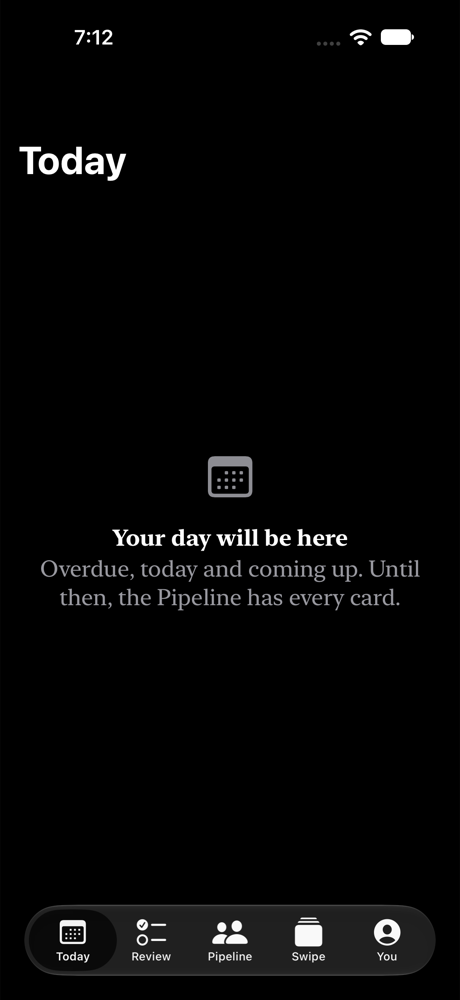 7:12
Today
Your day will be here
Overdue, today and coming up. Until
then, the Pipeline has every card.
Today
Review
Pipeline
Swipe
You